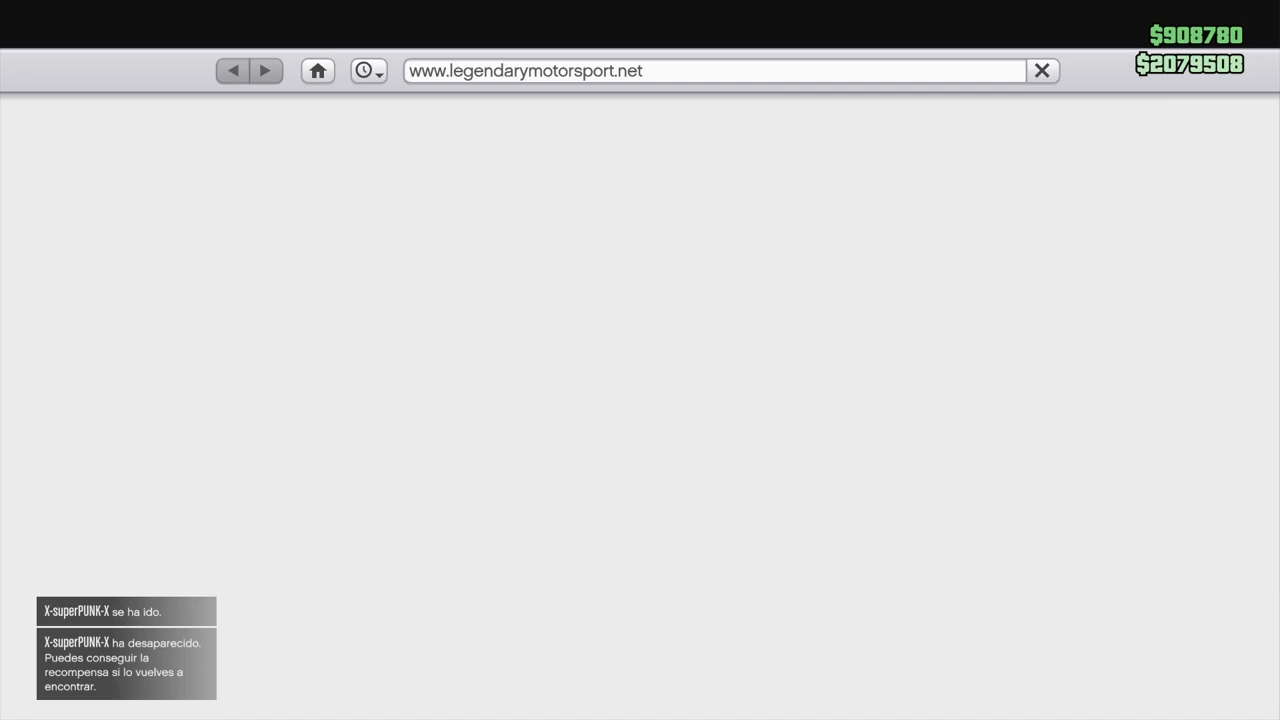 $908780
www.legendarymotorsport.net
$2079508
X-superPUNK-X se ha ido.
X-superPUNK-X ha desaparecido.
Puedes conseguir la
recompensa si lo vuelves a
encontrar.